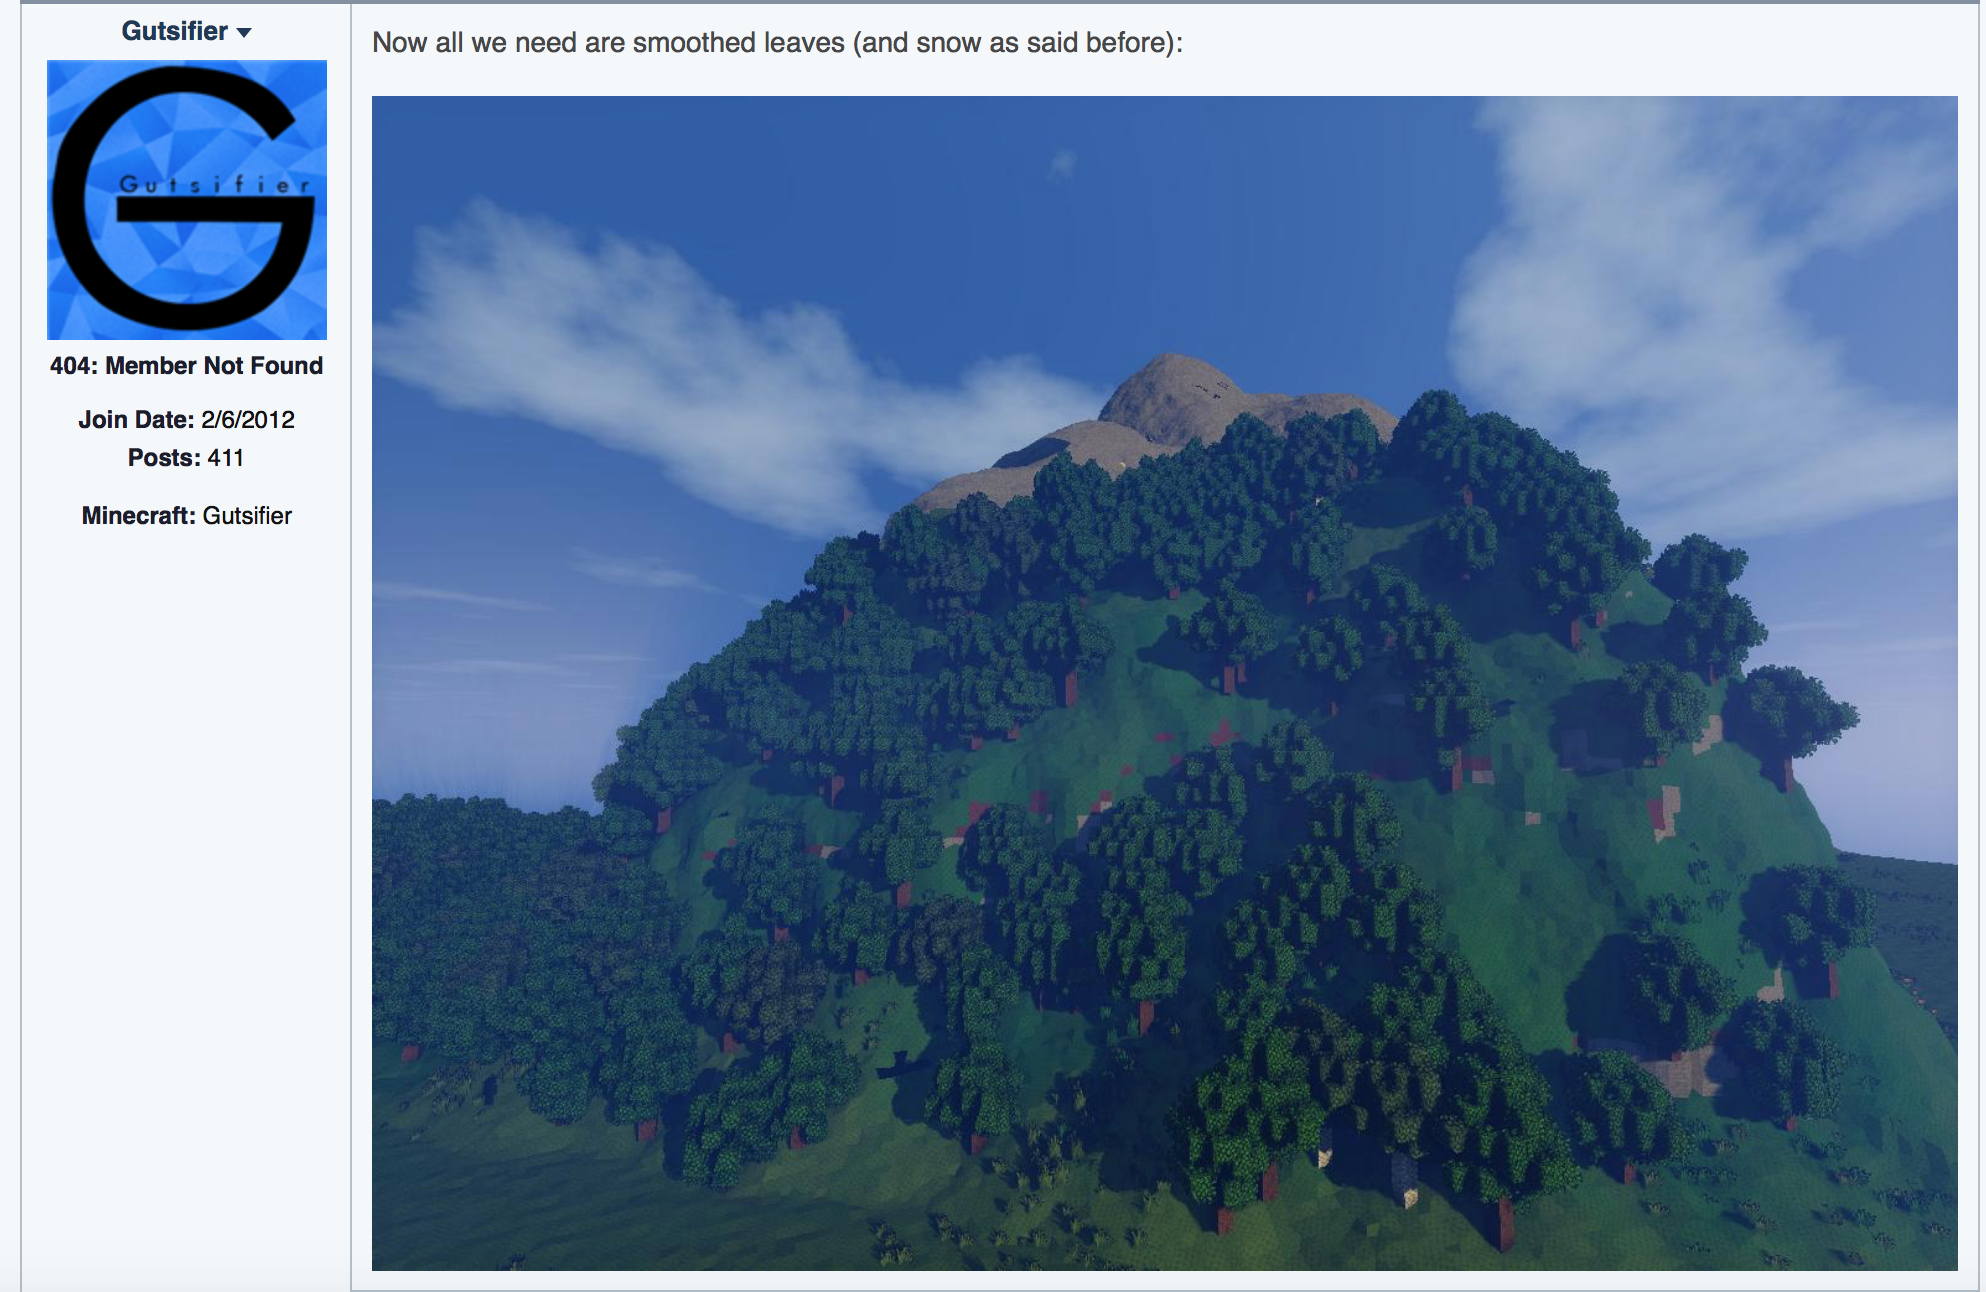 Gutsifier
Gutsifier
404: Member Not Found
Join Date: 2/6/2012
Posts: 411
Minecraft: Gutsifier
Now all we need are smoothed leaves (and snow as said before):